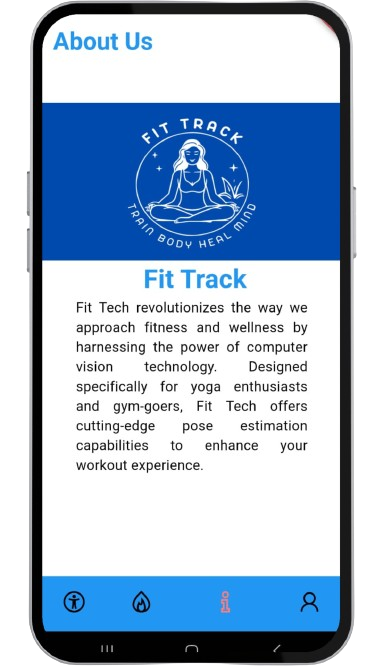 About Us
FIT TRACK
TRAIN BODY HEAL MIND
Fit Track
Fit Tech revolutionizes the way we
approach fitness and wellness by
harnessing the power of computer
vision technology. Designed
specifically for yoga enthusiasts
and gym-goers, Fit Tech offers
cutting-edge pose estimation
capabilities to enhance your
workout experience.